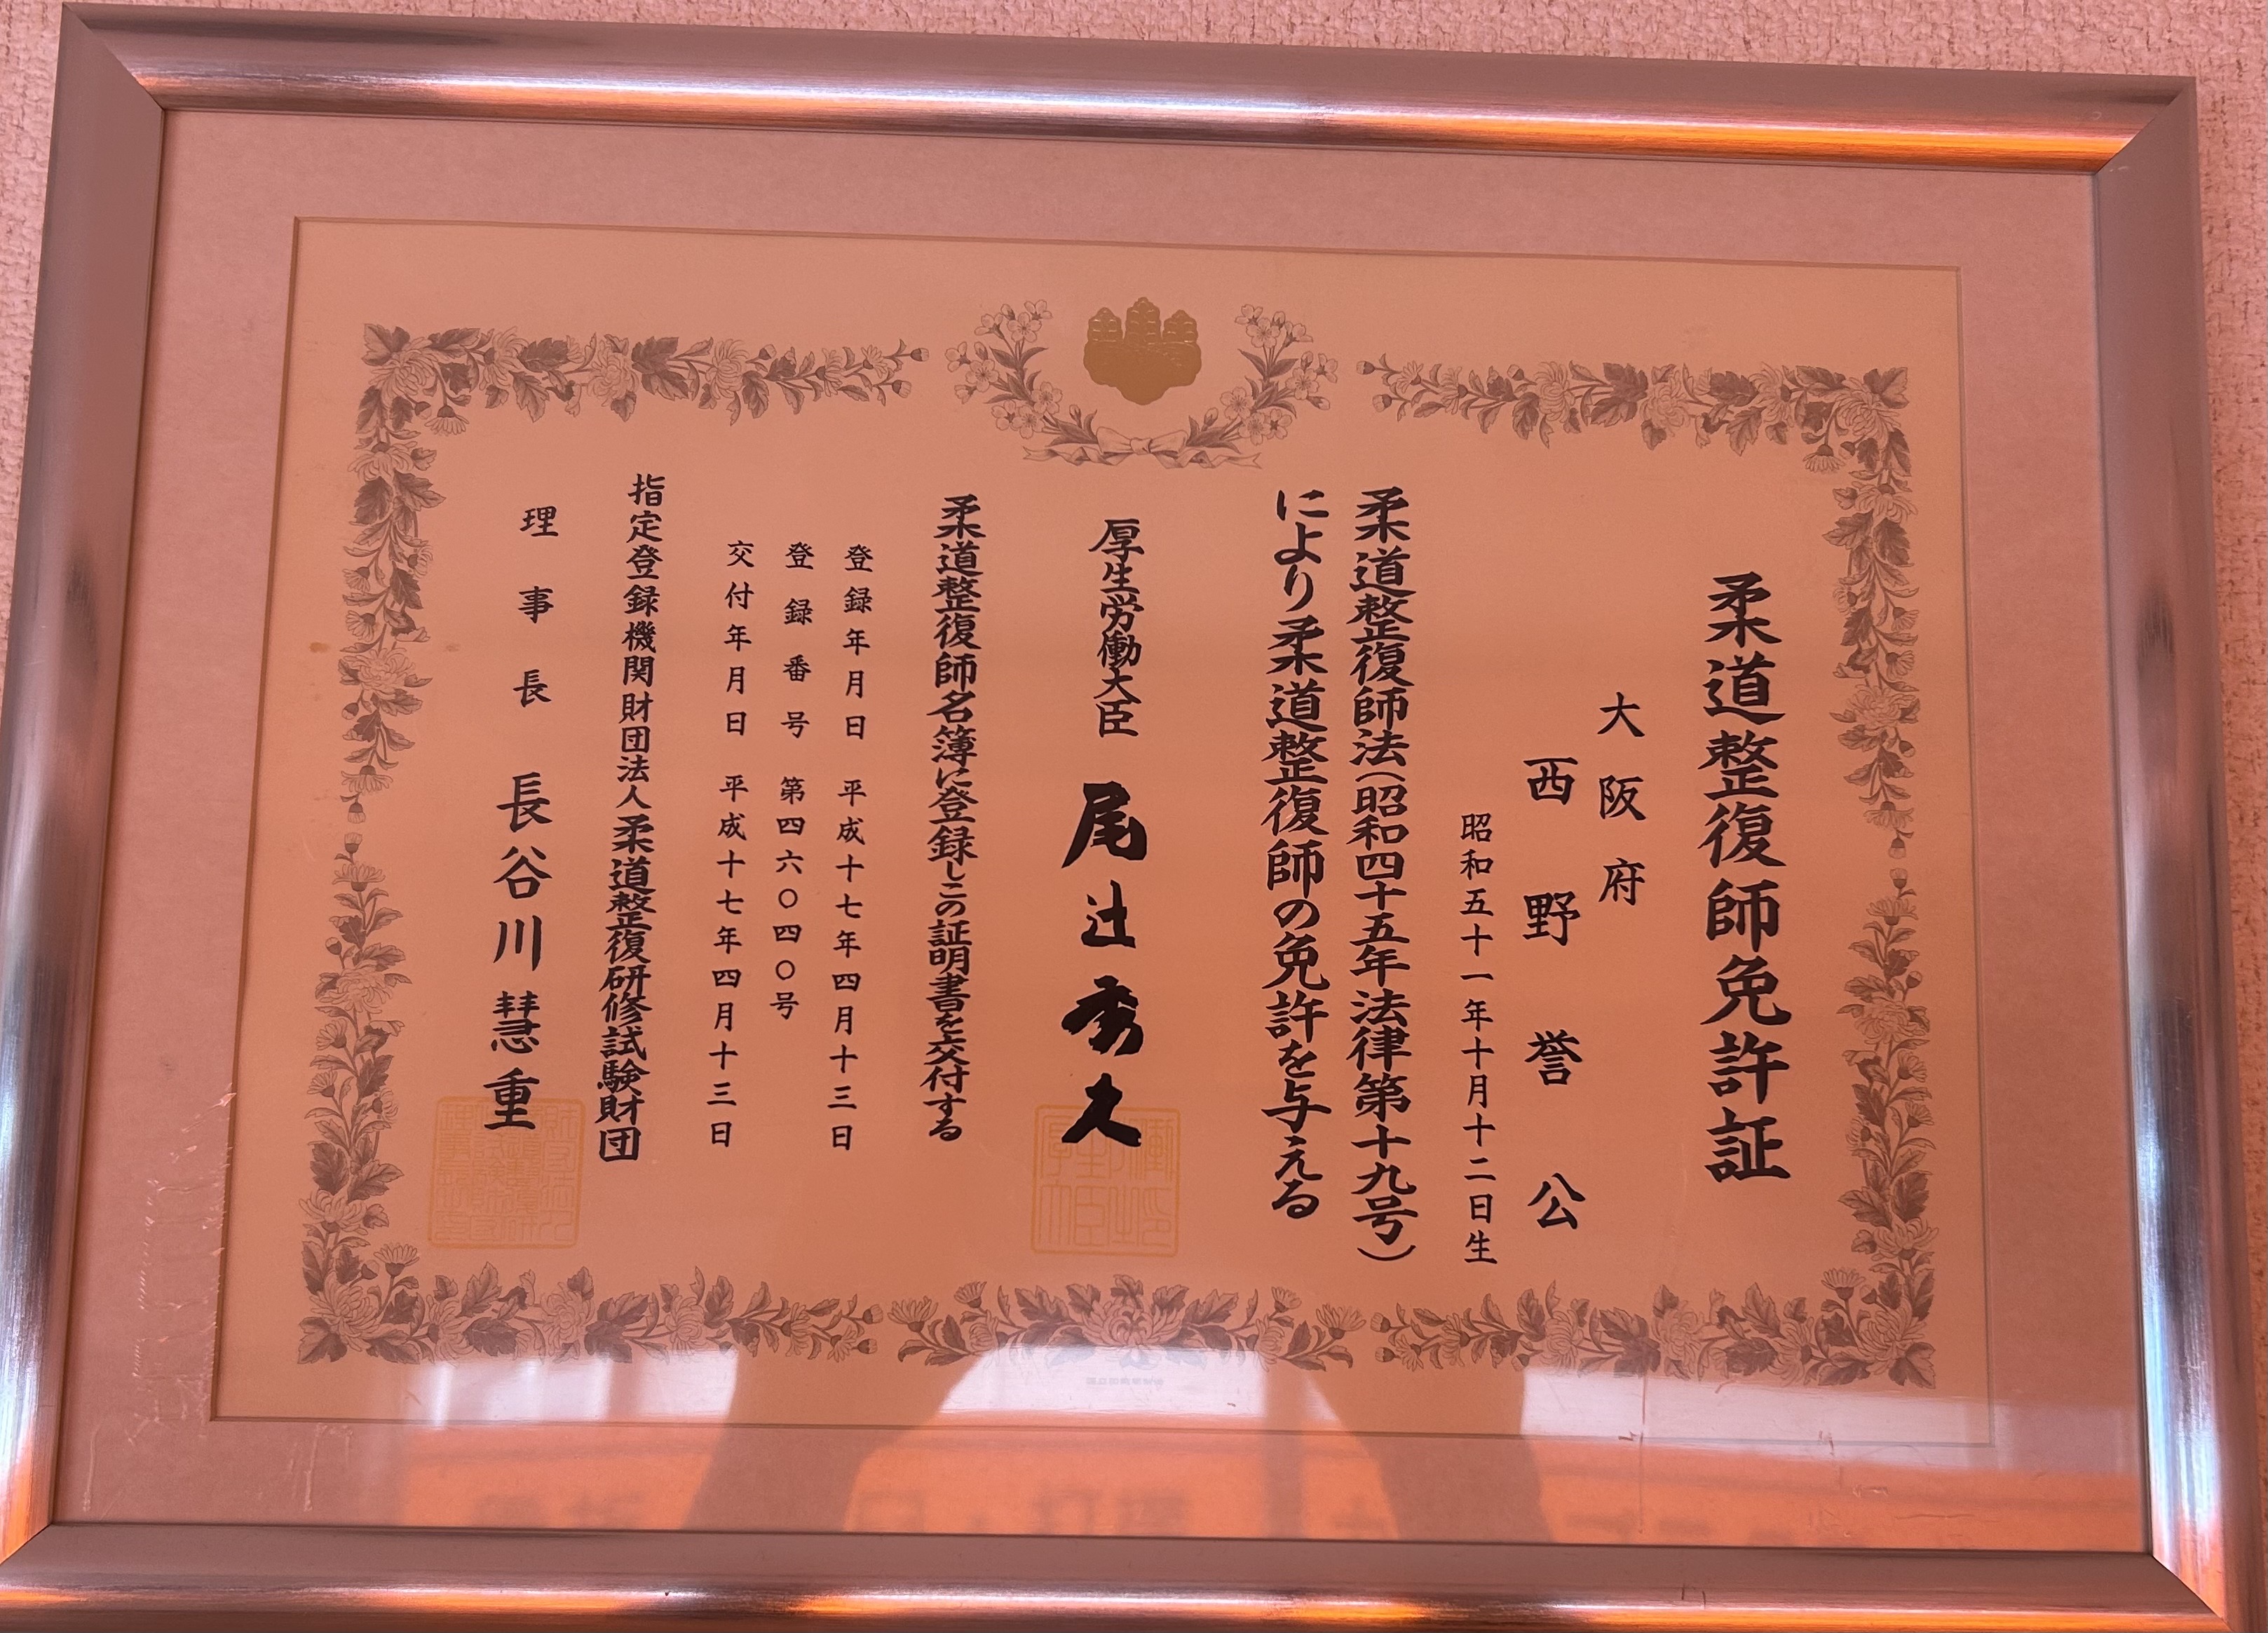 柔道整復師免許証
大阪府
西野誉公
昭和五十一年十月十二日生
柔道整復師法(昭和四十五年法律第十九号)
により柔道整復師の免許を与える
厚生労働大臣 尾辻秀久
柔道整復師名簿に登録しこの証明書を交付する
登録年月日 平成十七年四月十三日
登録番号 第四六〇四〇号
交付年月日 平成十七年四月十三日
指定登録機関財団法人柔道整復研修試験財団
理事長 長谷川慧重